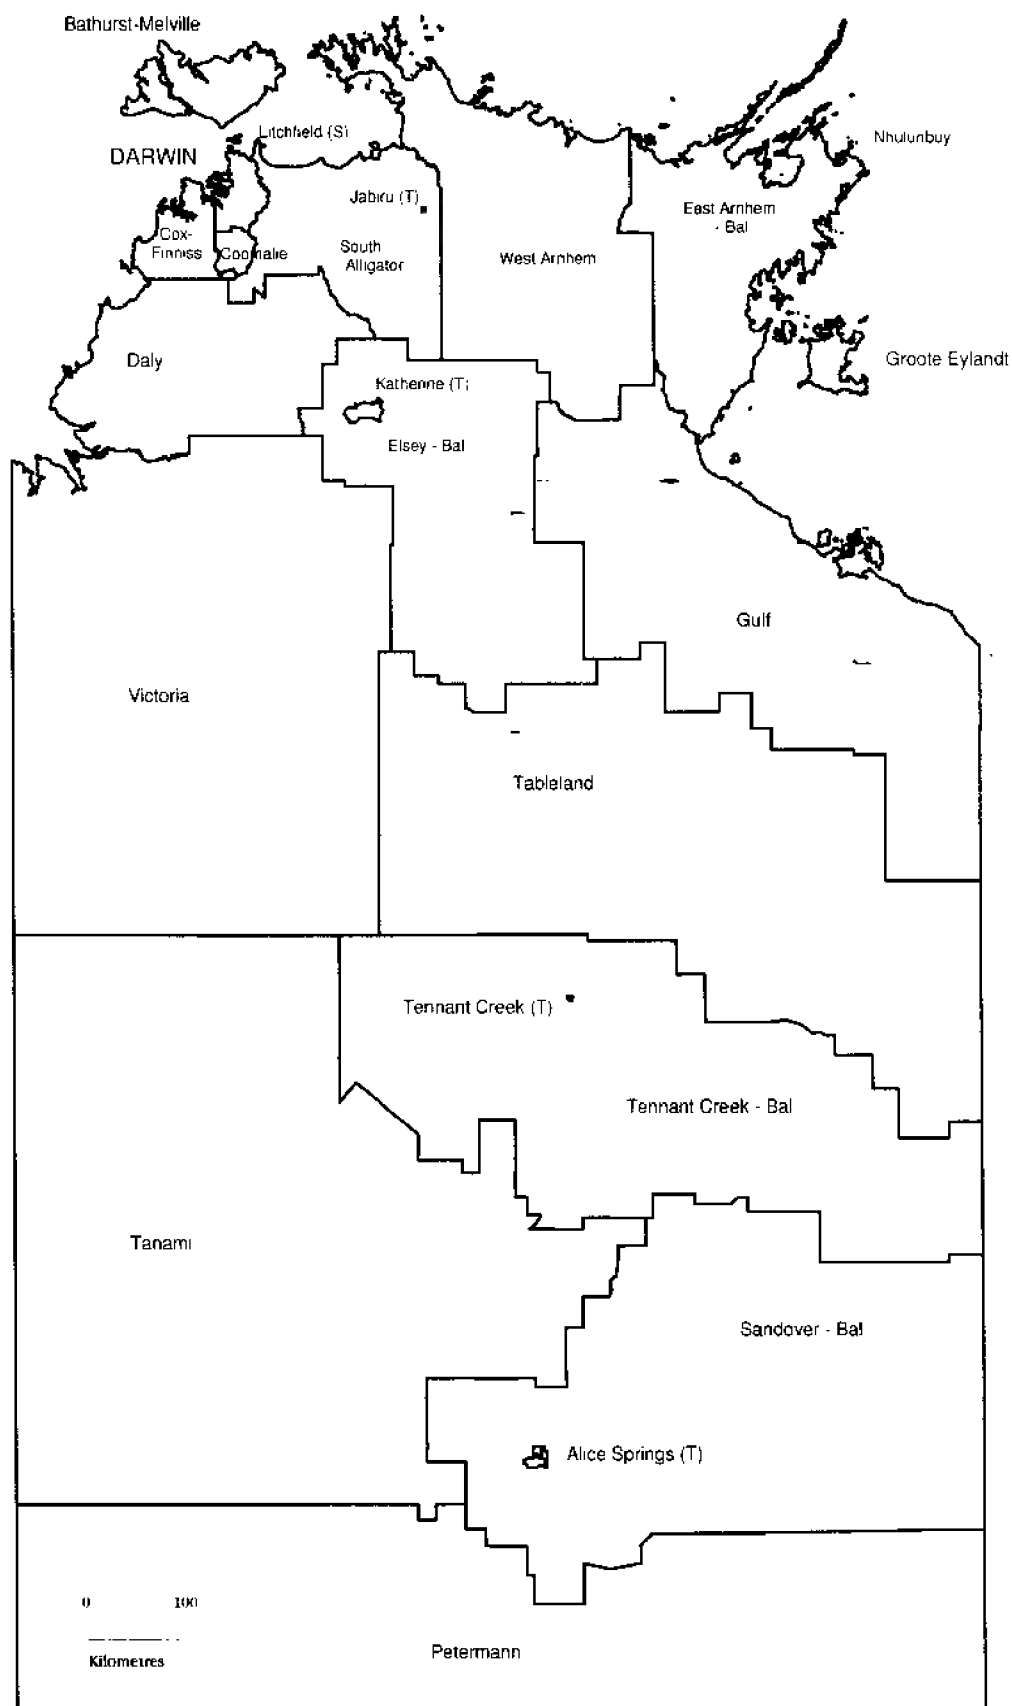 Bathurst-Melville
Litchfield (S)
DARWIN
Nhulunbuy
Jabiru (T)
East Arnhem
- Bal
Cox-
Finniss
Coomalie
South
Alligator
West Arnhem
Daly
Groote Eylandt
Katherine (T)
Elsey - Bal
Gulf
Victoria
Tableland
Tennant Creek (T)
Tennant Creek - Bal
Tanami
Sandover - Bal
Alice Springs (T)
0 100
Kilometres
Petermann